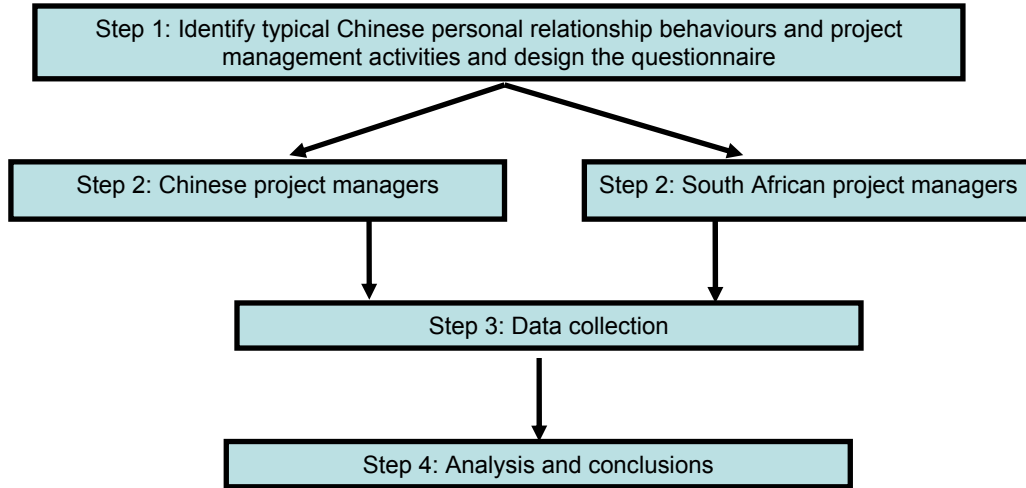 Step 1: Identify typical Chinese personal relationship behaviours and project
management activities and design the questionnaire
Step 2: Chinese project managers
Step 2: South African project managers
Step 3: Data collection
Step 4: Analysis and conclusions